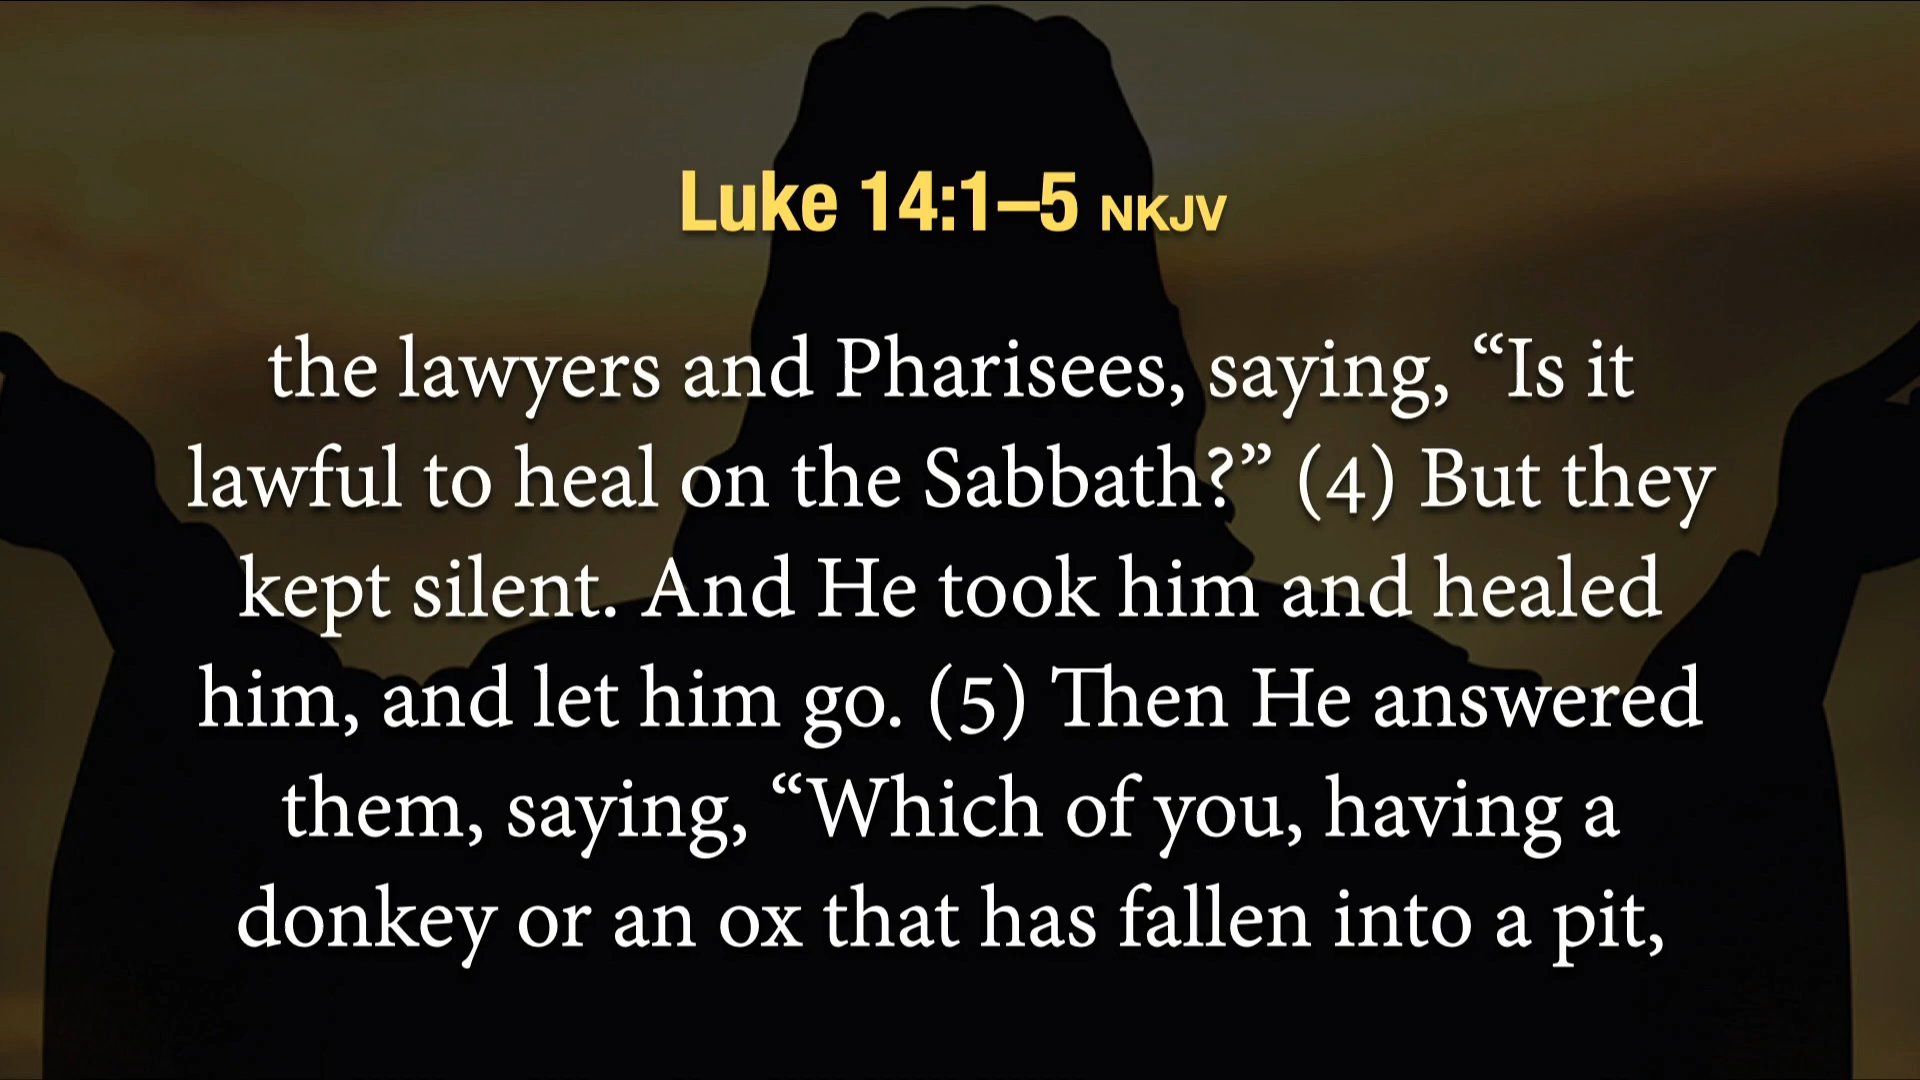 Luke 14:1–5 NKJV
the lawyers and Pharisees, saying, “Is it
lawful to heal on the Sabbath?” (4) But they
kept silent. And He took him and healed
him, and let him go. (5) Then He answered
them, saying, “Which of you, having a
donkey or an ox that has fallen into a pit,